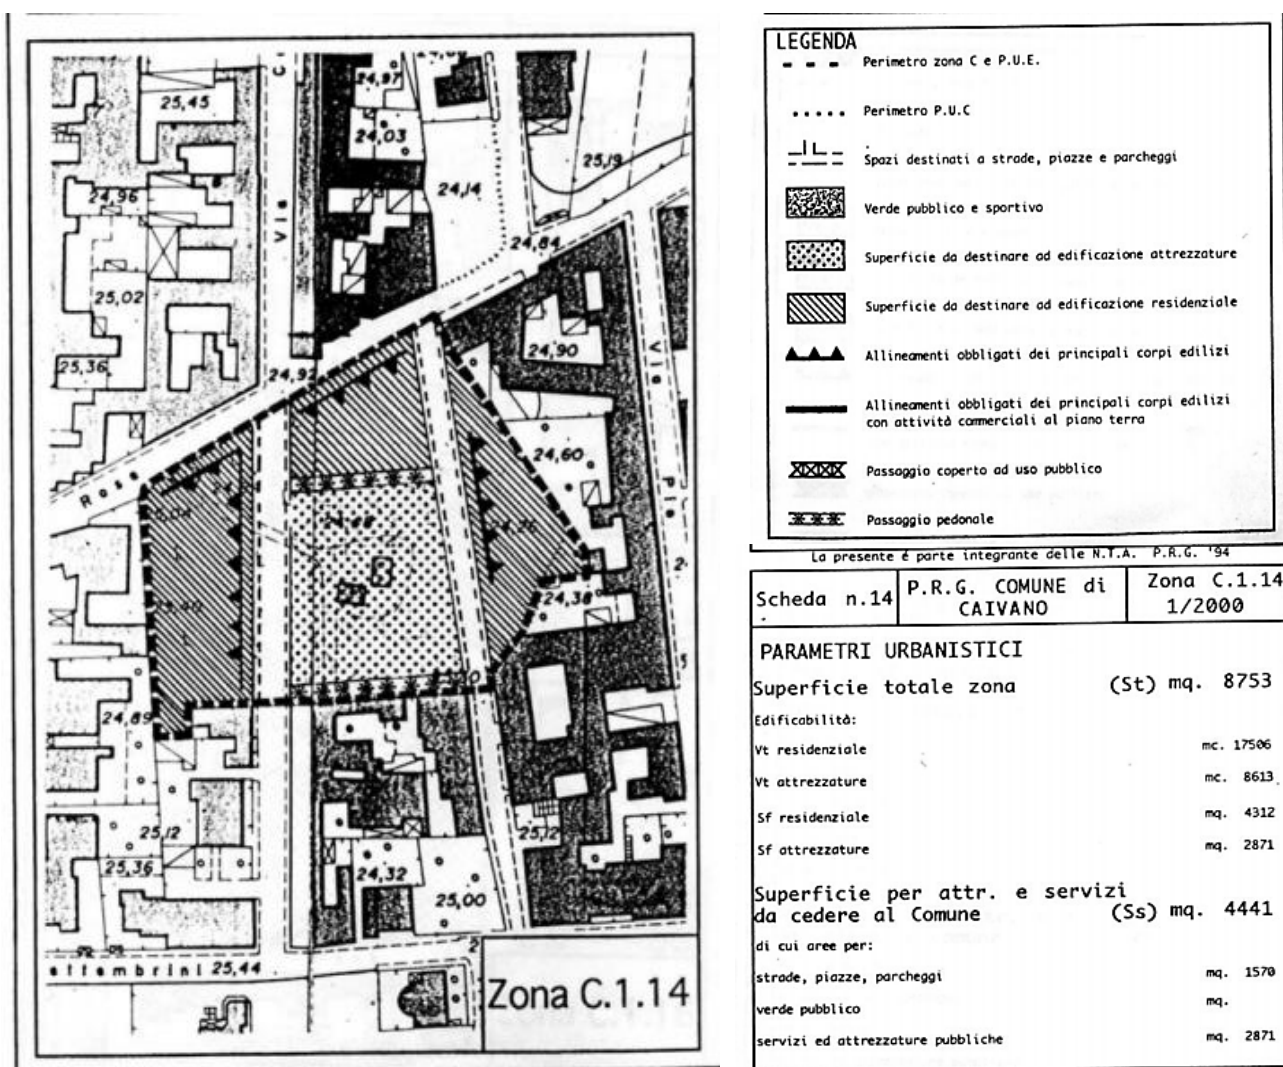 25,45
24,97
24,03
25,19
24,14
24,96
Via
24,84
25,02
24,90
Via
25,36
24,92
24,60
Rosa
25,04
24,48
24,38
24,89
25,12
25,12
25,36
24,32
25,00
ettembrini 25,44
Zona C.1.14
LEGENDA
Perimetro zona C e P.U.E.
Perimetro P.U.C
Spazi destinati a strade, piazze e parcheggi
Verde pubblico e sportivo
Superficie da destinare ad edificazione attrezzature
Superficie da destinare ad edificazione residenziale
Allineamenti obbligati dei principali corpi edilizi
Allineamenti obbligati dei principali corpi edilizi
con attività commerciali al piano terra
Passaggio coperto ad uso pubblico
Passaggio pedonale
La presente é parte integrante delle N.T.A. P.R.G. '94
Scheda n.14
P.R.G. COMUNE di
CAIVANO
Zona C.1.14
1/2000
PARAMETRI URBANISTICI
Superficie totale zona (St) mq. 8753
Edificabilità:
Vt residenziale mc. 17506
Vt attrezzature mc. 8613
Sf residenziale mq. 4312
Sf attrezzature mq. 2871
Superficie per attr. e servizi
da cedere al Comune (Ss) mq. 4441
di cui aree per:
strade, piazze, parcheggi mq. 1570
verde pubblico mq.
servizi ed attrezzature pubbliche mq. 2871